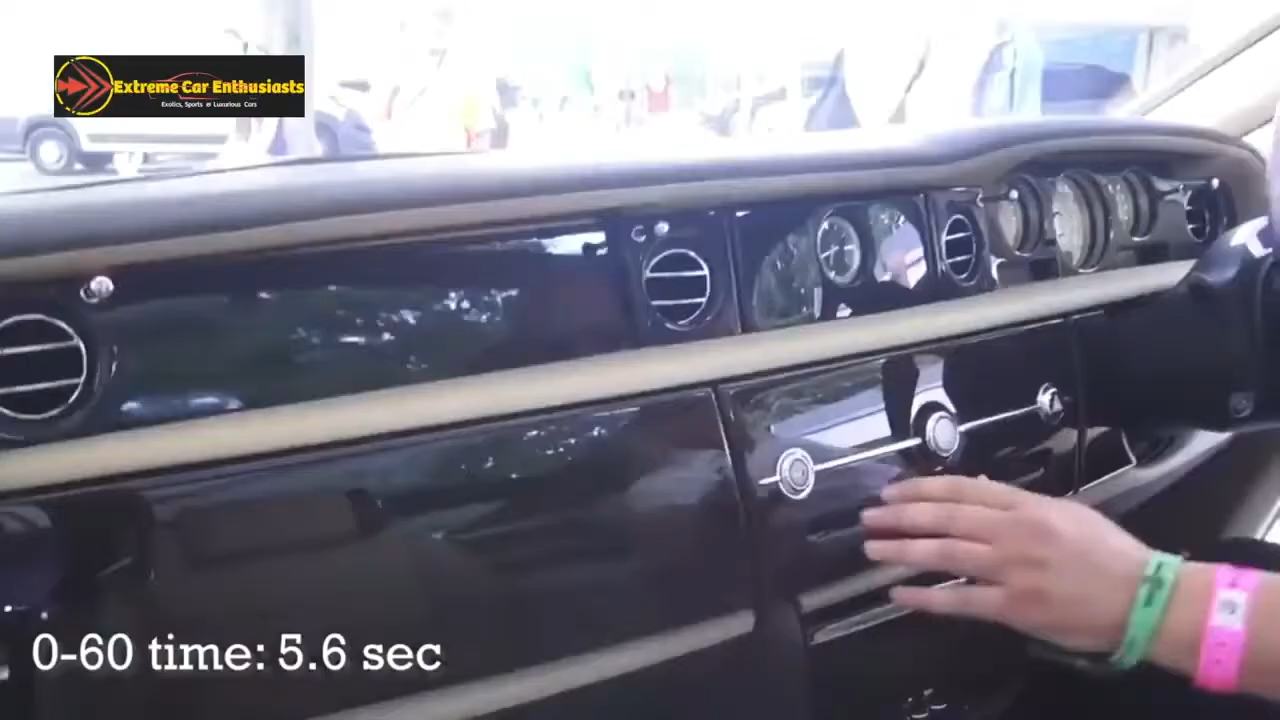 Extreme Car Enthusiasts
Exotics, Sports & Luxurious Cars
0-60 time: 5.6 sec